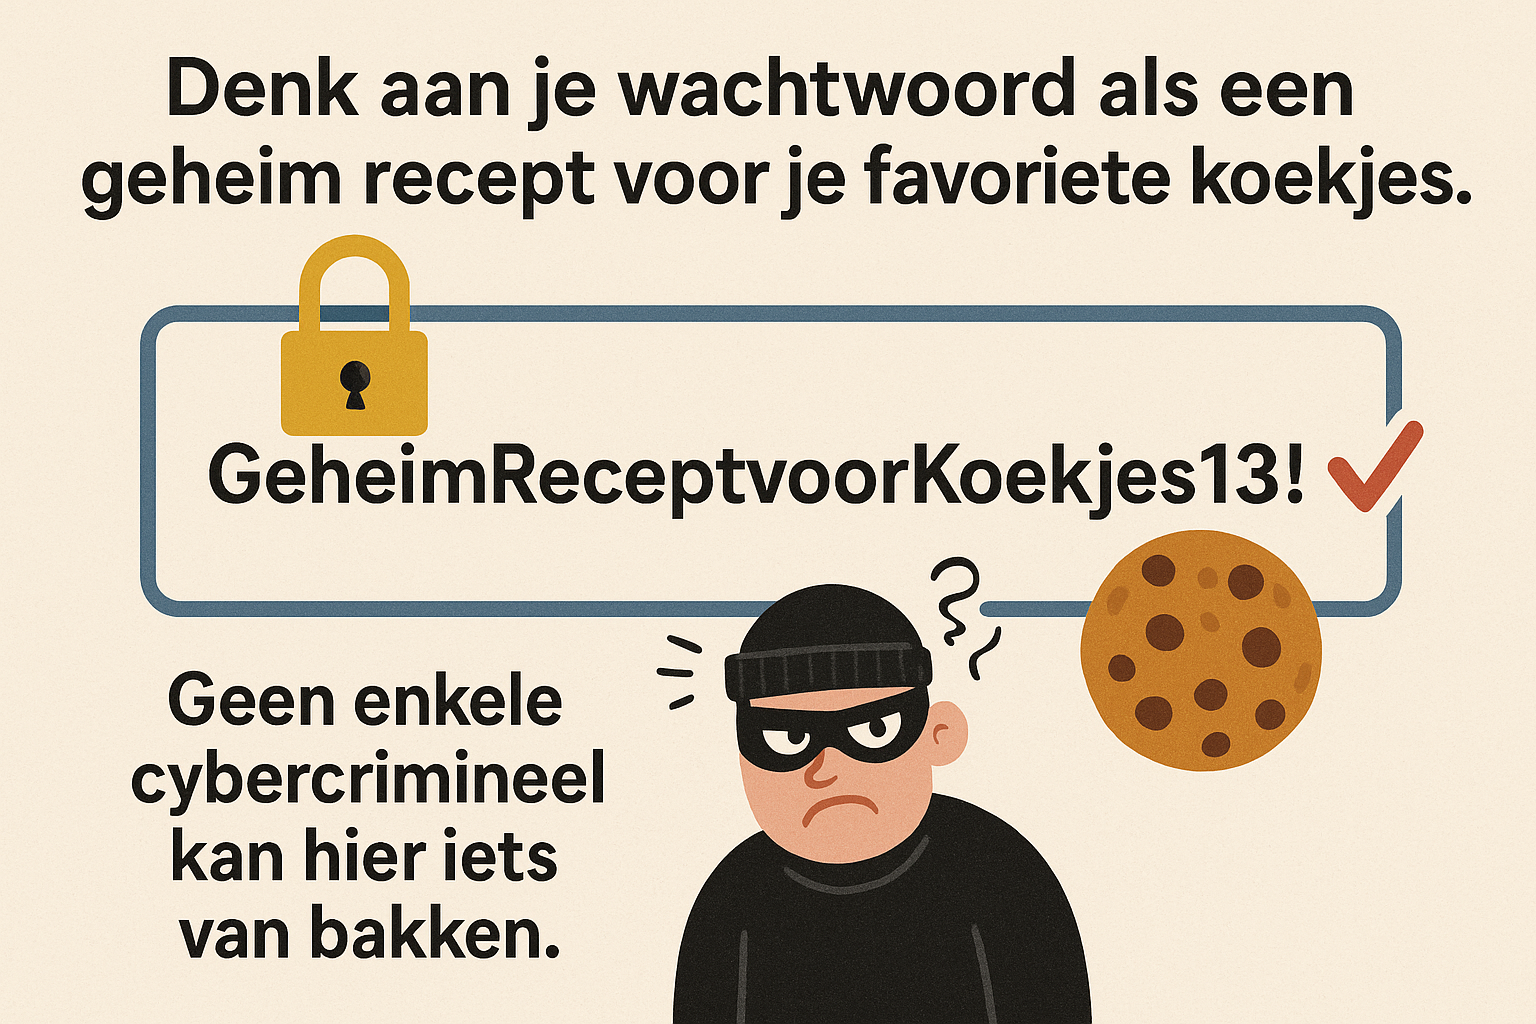 Denk aan je wachtwoord als een
geheim recept voor je favoriete koekjes.
GeheimReceptvoorKoekjes13!
Geen enkele
cybercrimineel
kan hier iets
van bakken.